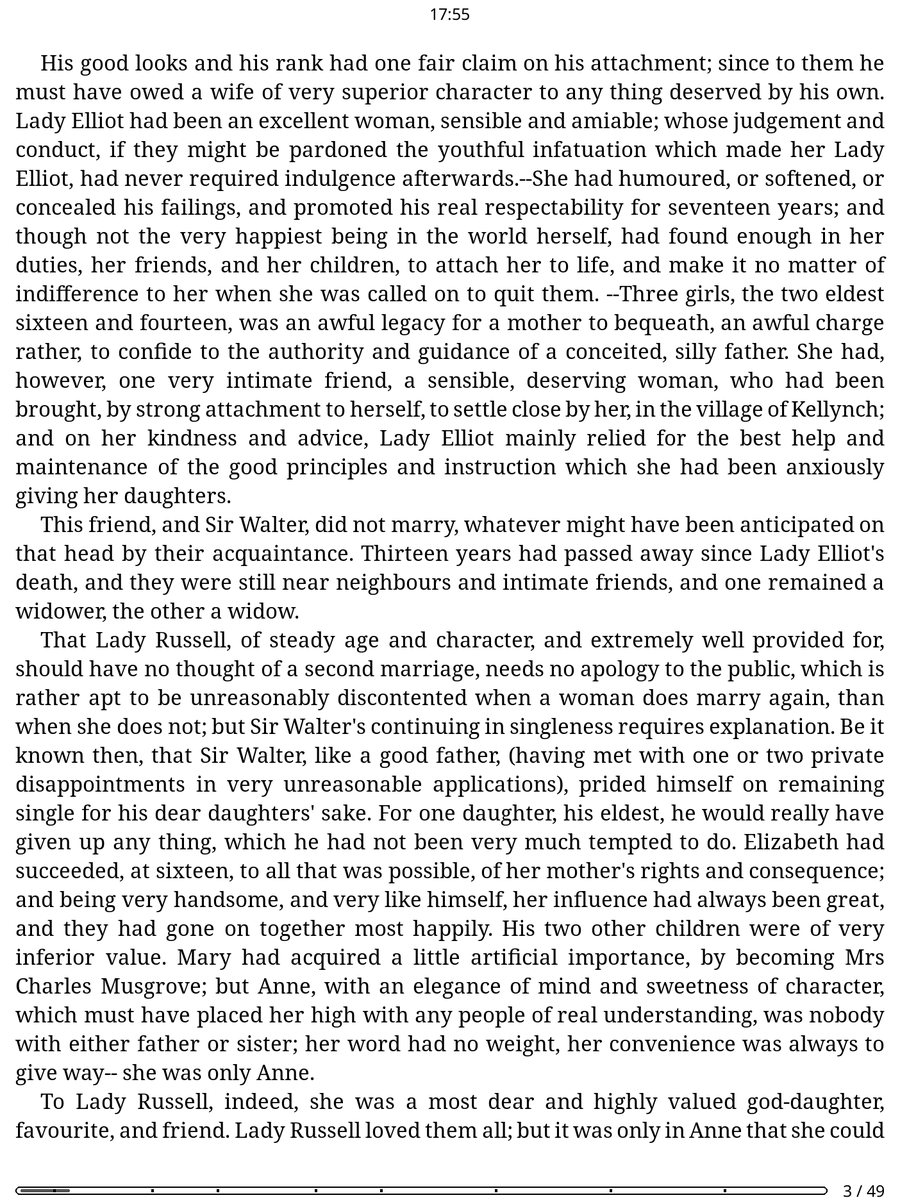 17:55
His good looks and his rank had one fair claim on his attachment; since to them he
must have owed a wife of very superior character to any thing deserved by his own.
Lady Elliot had been an excellent woman, sensible and amiable; whose judgement and
conduct, if they might be pardoned the youthful infatuation which made her Lady
Elliot, had never required indulgence afterwards.--She had humoured, or softened, or
concealed his failings, and promoted his real respectability for seventeen years; and
though not the very happiest being in the world herself, had found enough in her
duties, her friends, and her children, to attach her to life, and make it no matter of
indifference to her when she was called on to quit them. --Three girls, the two eldest
sixteen and fourteen, was an awful legacy for a mother to bequeath, an awful charge
rather, to confide to the authority and guidance of a conceited, silly father. She had,
however, one very intimate friend, a sensible, deserving woman, who had been
brought, by strong attachment to herself, to settle close by her, in the village of Kellynch;
and on her kindness and advice, Lady Elliot mainly relied for the best help and
maintenance of the good principles and instruction which she had been anxiously
giving her daughters.
This friend, and Sir Walter, did not marry, whatever might have been anticipated on
that head by their acquaintance. Thirteen years had passed away since Lady Elliot's
death, and they were still near neighbours and intimate friends, and one remained a
widower, the other a widow.
That Lady Russell, of steady age and character, and extremely well provided for,
should have no thought of a second marriage, needs no apology to the public, which is
rather apt to be unreasonably discontented when a woman does marry again, than
when she does not; but Sir Walter's continuing in singleness requires explanation. Be it
known then, that Sir Walter, like a good father, (having met with one or two private
disappointments in very unreasonable applications), prided himself on remaining
single for his dear daughters' sake. For one daughter, his eldest, he would really have
given up any thing, which he had not been very much tempted to do. Elizabeth had
succeeded, at sixteen, to all that was possible, of her mother's rights and consequence;
and being very handsome, and very like himself, her influence had always been great,
and they had gone on together most happily. His two other children were of very
inferior value. Mary had acquired a little artificial importance, by becoming Mrs
Charles Musgrove; but Anne, with an elegance of mind and sweetness of character,
which must have placed her high with any people of real understanding, was nobody
with either father or sister; her word had no weight, her convenience was always to
give way-- she was only Anne.
To Lady Russell, indeed, she was a most dear and highly valued god-daughter,
favourite, and friend. Lady Russell loved them all; but it was only in Anne that she could
3 / 49